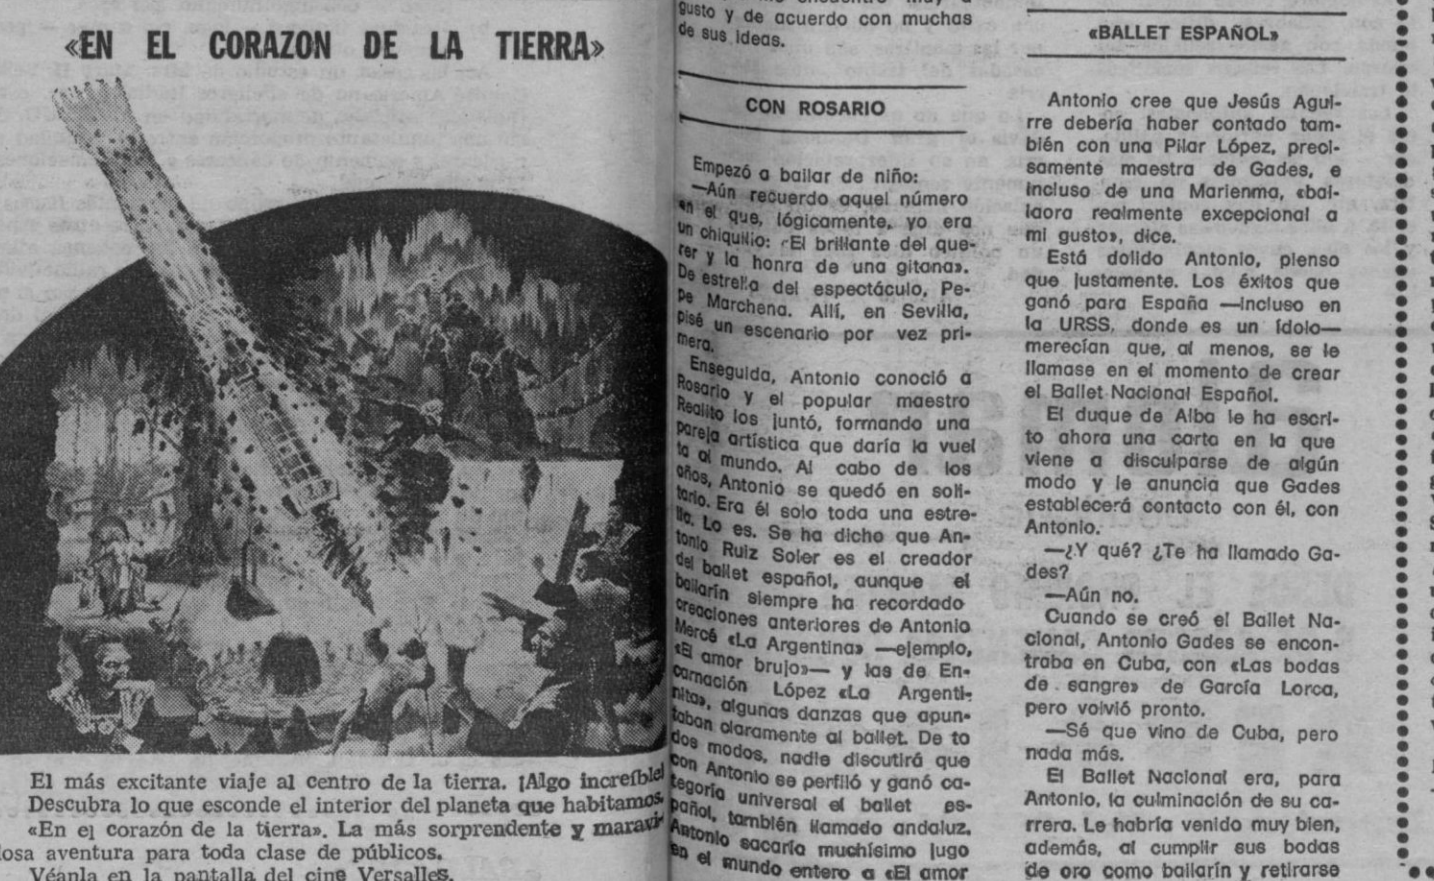 «EN EL CORAZON DE LA TIERRA»
El más excitante viaje al centro de la tierra. ¡Algo increíble!
Descubra lo que esconde el interior del planeta que habitamos.
«En el corazón de la tierra». La más sorprendente y maravi-
losa aventura para toda clase de públicos.
Véanla en la pantalla del cine Versalles.
gusto y de acuerdo con muchas
de sus ideas.
CON ROSARIO
Empezó a bailar de niño:
—Aún recuerdo aquel número
en el que, lógicamente, yo era
un chiquillo: «El brillante del que-
rer y la honra de una gitana».
De estrella del espectáculo, Pe-
pe Marchena. Allí, en Sevilla,
pisé un escenario por vez pri-
mera.
Enseguida, Antonio conoció a
Rosario y el popular maestro
Realito los juntó, formando una
pareja artística que daría la vuel
ta al mundo. Al cabo de los
años, Antonio se quedó en soli-
tario. Era él solo toda una estre-
lla. Lo es. Se ha dicho que An-
tonio Ruiz Soler es el creador
del ballet español, aunque el
bailarín siempre ha recordado
creaciones anteriores de Antonio
Mercé «La Argentina» —ejemplo,
«El amor brujo»— y las de En-
carnación López «La Argenti-
nita», algunas danzas que apun-
taban claramente al ballet. De to
dos modos, nadie discutirá que
con Antonio se perfiló y ganó ca-
tegoría universal el ballet es-
pañol, también llamado andaluz.
Antonio sacaría muchísimo jugo
en el mundo entero a «El amor
«BALLET ESPAÑOL»
Antonio cree que Jesús Agui-
rre debería haber contado tam-
bién con una Pilar López, preci-
samente maestra de Gades, e
incluso de una Marienma, «bai-
laora realmente excepcional a
mi gusto», dice.
Está dolido Antonio, pienso
que justamente. Los éxitos que
ganó para España —incluso en
la URSS, donde es un ídolo—
merecían que, al menos, se le
llamase en el momento de crear
el Ballet Nacional Español.
El duque de Alba le ha escri-
to ahora una carta en la que
viene a disculparse de algún
modo y le anuncia que Gades
establecerá contacto con él, con
Antonio.
—¿Y qué? ¿Te ha llamado Ga-
des?
—Aún no.
Cuando se creó el Ballet Na-
cional, Antonio Gades se encon-
traba en Cuba, con «Las bodas
de sangre» de García Lorca,
pero volvió pronto.
—Sé que vino de Cuba, pero
nada más.
El Ballet Nacional era, para
Antonio, la culminación de su ca-
rrera. Le habría venido muy bien,
además, al cumplir sus bodas
de oro como bailarín y retirarse